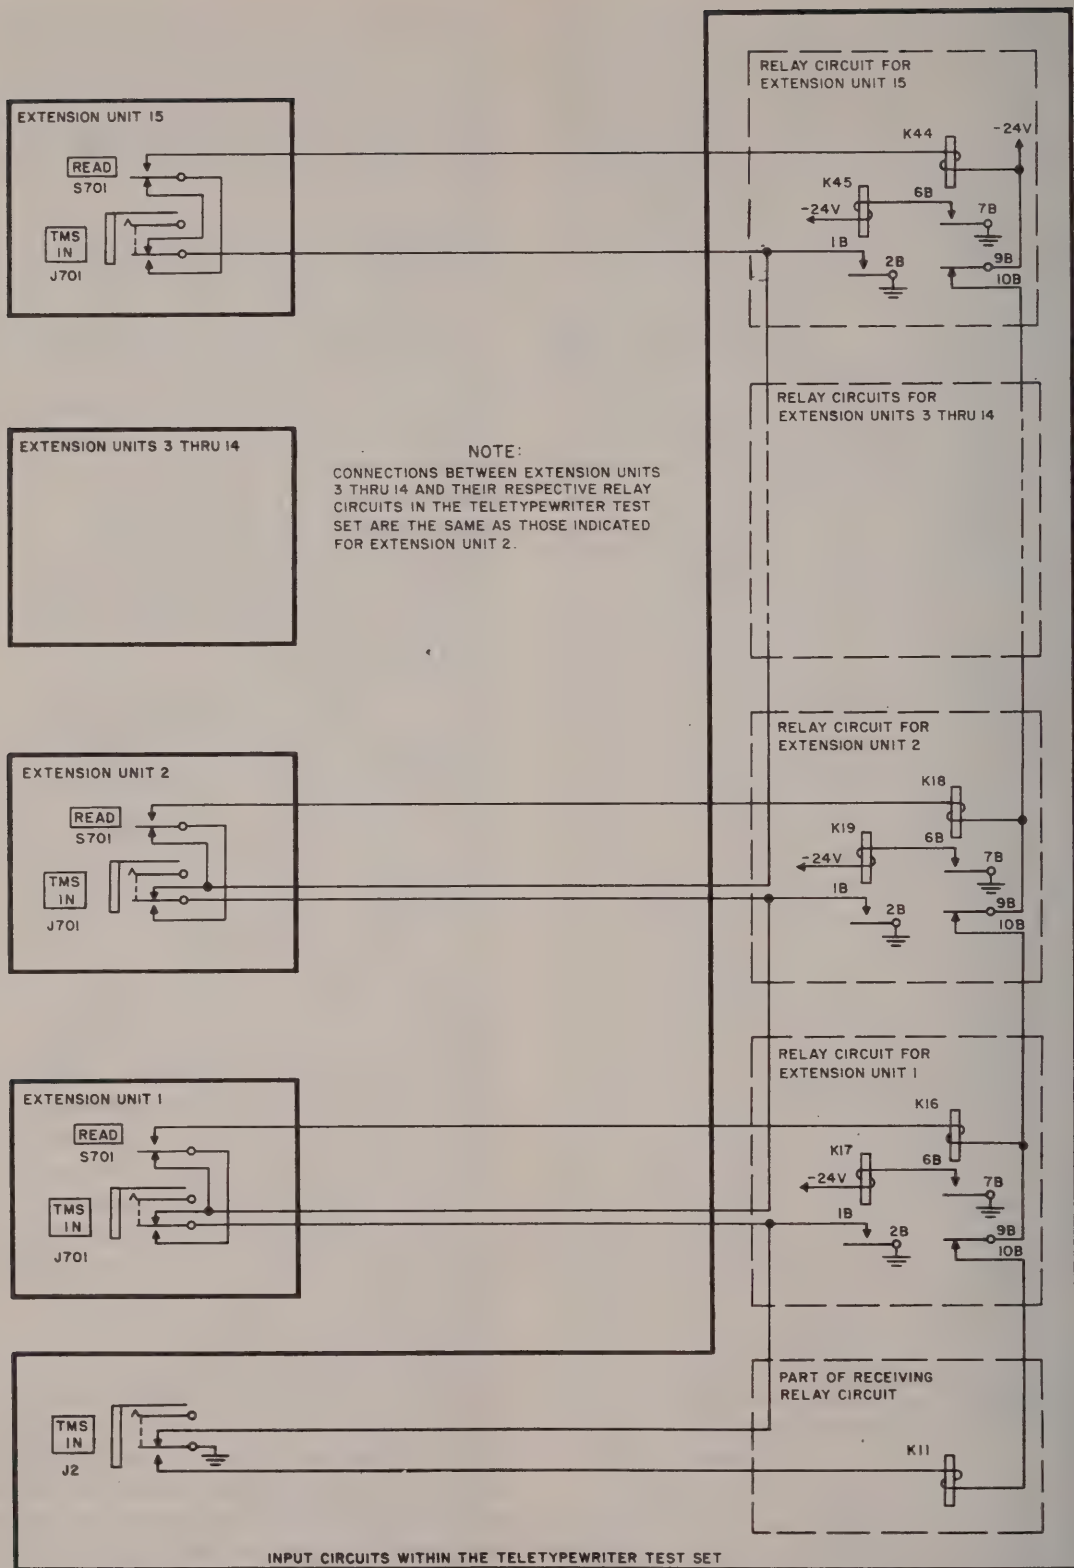 RELAY CIRCUIT FOR
EXTENSION UNIT 15
K44
-24V
K45
6B
-24V
7B
1B
2B
9B
10B
EXTENSION UNIT 15
READ
S701
TMS
IN
J701
RELAY CIRCUITS FOR
EXTENSION UNITS 3 THRU 14
EXTENSION UNITS 3 THRU 14
NOTE:
CONNECTIONS BETWEEN EXTENSION UNITS
3 THRU 14 AND THEIR RESPECTIVE RELAY
CIRCUITS IN THE TELETYPEWRITER TEST
SET ARE THE SAME AS THOSE INDICATED
FOR EXTENSION UNIT 2.
RELAY CIRCUIT FOR
EXTENSION UNIT 2
K18
K19
6B
-24V
7B
1B
2B
9B
10B
EXTENSION UNIT 2
READ
S701
TMS
IN
J701
RELAY CIRCUIT FOR
EXTENSION UNIT 1
K16
K17
6B
-24V
7B
1B
2B
9B
10B
EXTENSION UNIT 1
READ
S701
TMS
IN
J701
PART OF RECEIVING
RELAY CIRCUIT
K11
TMS
IN
J2
INPUT CIRCUITS WITHIN THE TELETYPEWRITER TEST SET